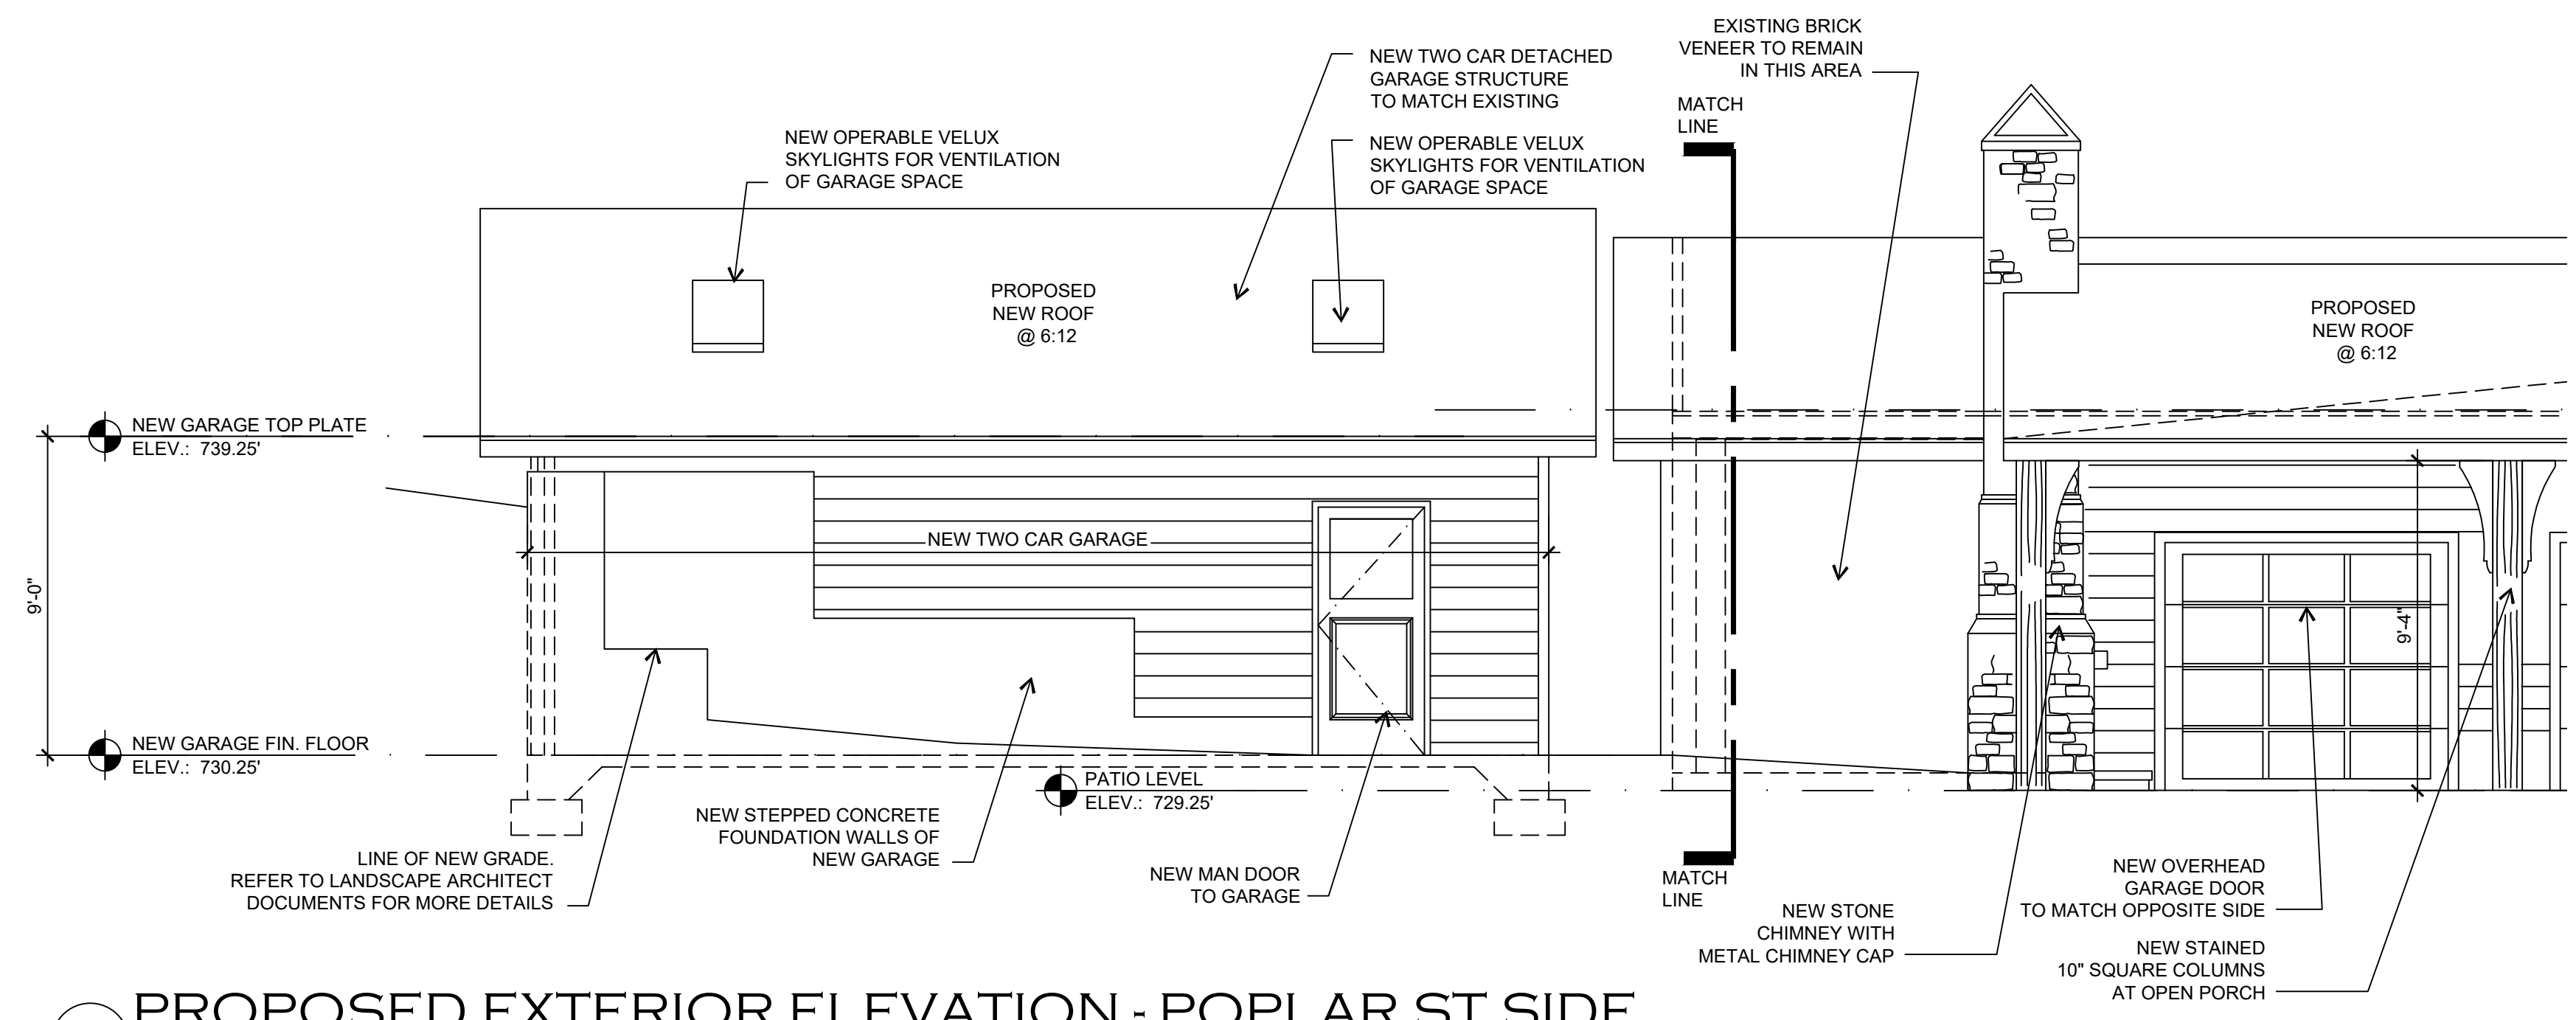 EXISTING BRICK
VENEER TO REMAIN
IN THIS AREA
NEW TWO CAR DETACHED
GARAGE STRUCTURE
TO MATCH EXISTING
MATCH
LINE
NEW OPERABLE VELUX
SKYLIGHTS FOR VENTILATION
OF GARAGE SPACE
NEW OPERABLE VELUX
SKYLIGHTS FOR VENTILATION
OF GARAGE SPACE
PROPOSED
NEW ROOF
@ 6:12
PROPOSED
NEW ROOF
@ 6:12
NEW GARAGE TOP PLATE
ELEV.: 739.25'
NEW TWO CAR GARAGE
9'-0"
9'-4"
NEW GARAGE FIN. FLOOR
ELEV.: 730.25'
PATIO LEVEL
ELEV.: 729.25'
NEW STEPPED CONCRETE
FOUNDATION WALLS OF
NEW GARAGE
LINE OF NEW GRADE.
REFER TO LANDSCAPE ARCHITECT
DOCUMENTS FOR MORE DETAILS
NEW MAN DOOR
TO GARAGE
MATCH
LINE
NEW STONE
CHIMNEY WITH
METAL CHIMNEY CAP
NEW OVERHEAD
GARAGE DOOR
TO MATCH OPPOSITE SIDE
NEW STAINED
10" SQUARE COLUMNS
AT OPEN PORCH
PROPOSED EXTERIOR ELEVATION - POPLAR ST SIDE